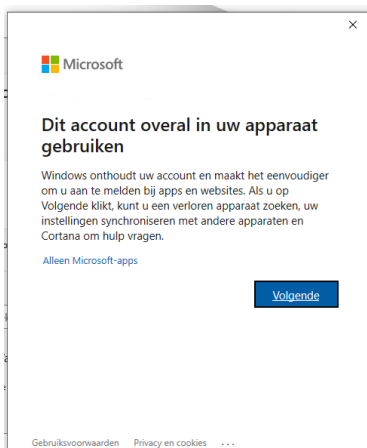 Microsoft
Dit account overal in uw apparaat
gebruiken
Windows onthoudt uw account en maakt het eenvoudiger
om u aan te melden bij apps en websites. Als u op
Volgende klikt, kunt u een verloren apparaat zoeken, uw
instellingen synchroniseren met andere apparaten en
Cortana om hulp vragen.
Alleen Microsoft-apps
Volgende
Gebruiksvoorwaarden Privacy en cookies ...